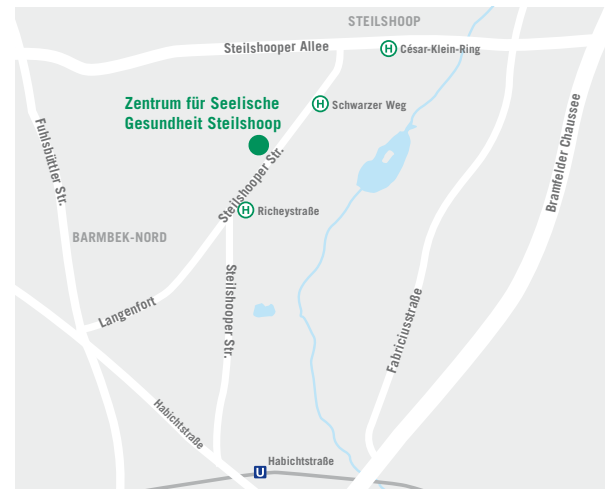 STEILSHOOP
Steilshooper Allee
H César-Klein-Ring
Zentrum für Seelische
Gesundheit Steilshoop
H Schwarzer Weg
Fuhlsbüttler Str.
Bramfelder Chaussee
Steilshooper Str.
H Richeystraße
BARMBEK-NORD
Steilshooper Str.
Langenfort
Fabriciusstraße
Habichtstraße
U Habichtstraße